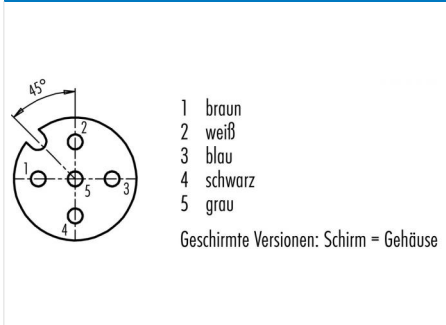 45°
2
1
5
3
4
1 braun
2 weiß
3 blau
4 schwarz
5 grau
Geschirmte Versionen: Schirm = Gehäuse